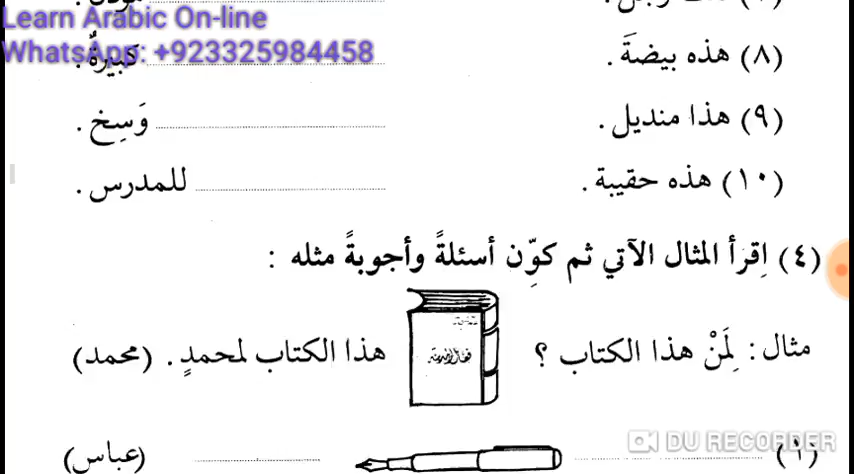 Learn Arabic On-line
WhatsApp: +923325984458
(٨) هذه بيضةَ . كبيرةٌ .
(٩) هذا منديل . وَسِخ .
(١٠) هذه حقيبة . للمدرس .
(٤) اِقرَأ المثال الآتي ثم كوِّن أسئلةً وأجوبةً مثله :
مثال : لِمَنْ هذا الكتاب ؟ هذا الكتاب لمحمدٍ . (محمد)
(١) (عباس)
DU RECORDER